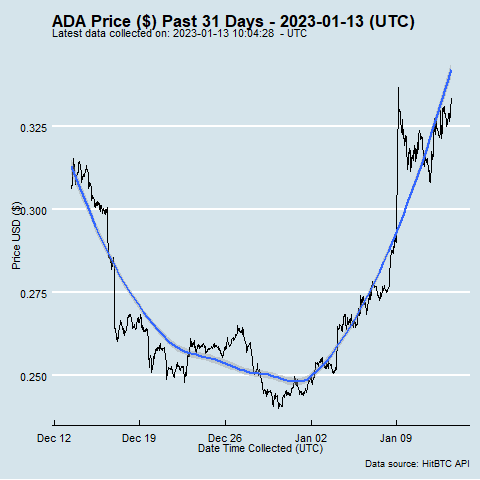 ADA Price ($) Past 31 Days - 2023-01-13 (UTC)
Latest data collected on: 2023-01-13 10:04:28  - UTC
Price USD ($)
0.325
0.300
0.275
0.250
Dec 12 Dec 19 Dec 26 Jan 02 Jan 09
Date Time Collected (UTC)
Data source: HitBTC API